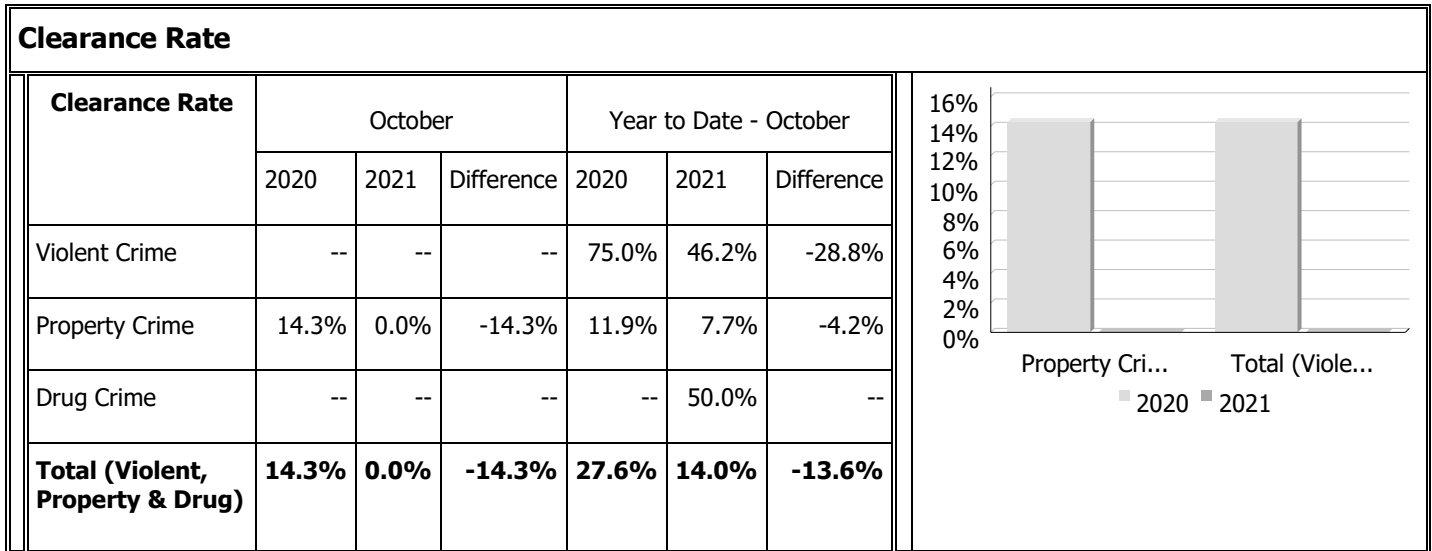 Clearance Rate
Clearance Rate October Year to Date - October
2020 2021 Difference 2020 2021 Difference
Violent Crime -- -- -- 75.0% 46.2% -28.8%
Property Crime 14.3% 0.0% -14.3% 11.9% 7.7% -4.2%
Drug Crime -- -- -- -- 50.0% --
Total (Violent, 14.3% 0.0% -14.3% 27.6% 14.0% -13.6%
Property & Drug)
16%
14%
12%
10%
8%
6%
4%
2%
0%
Property Cri... Total (Viole...
2020 2021